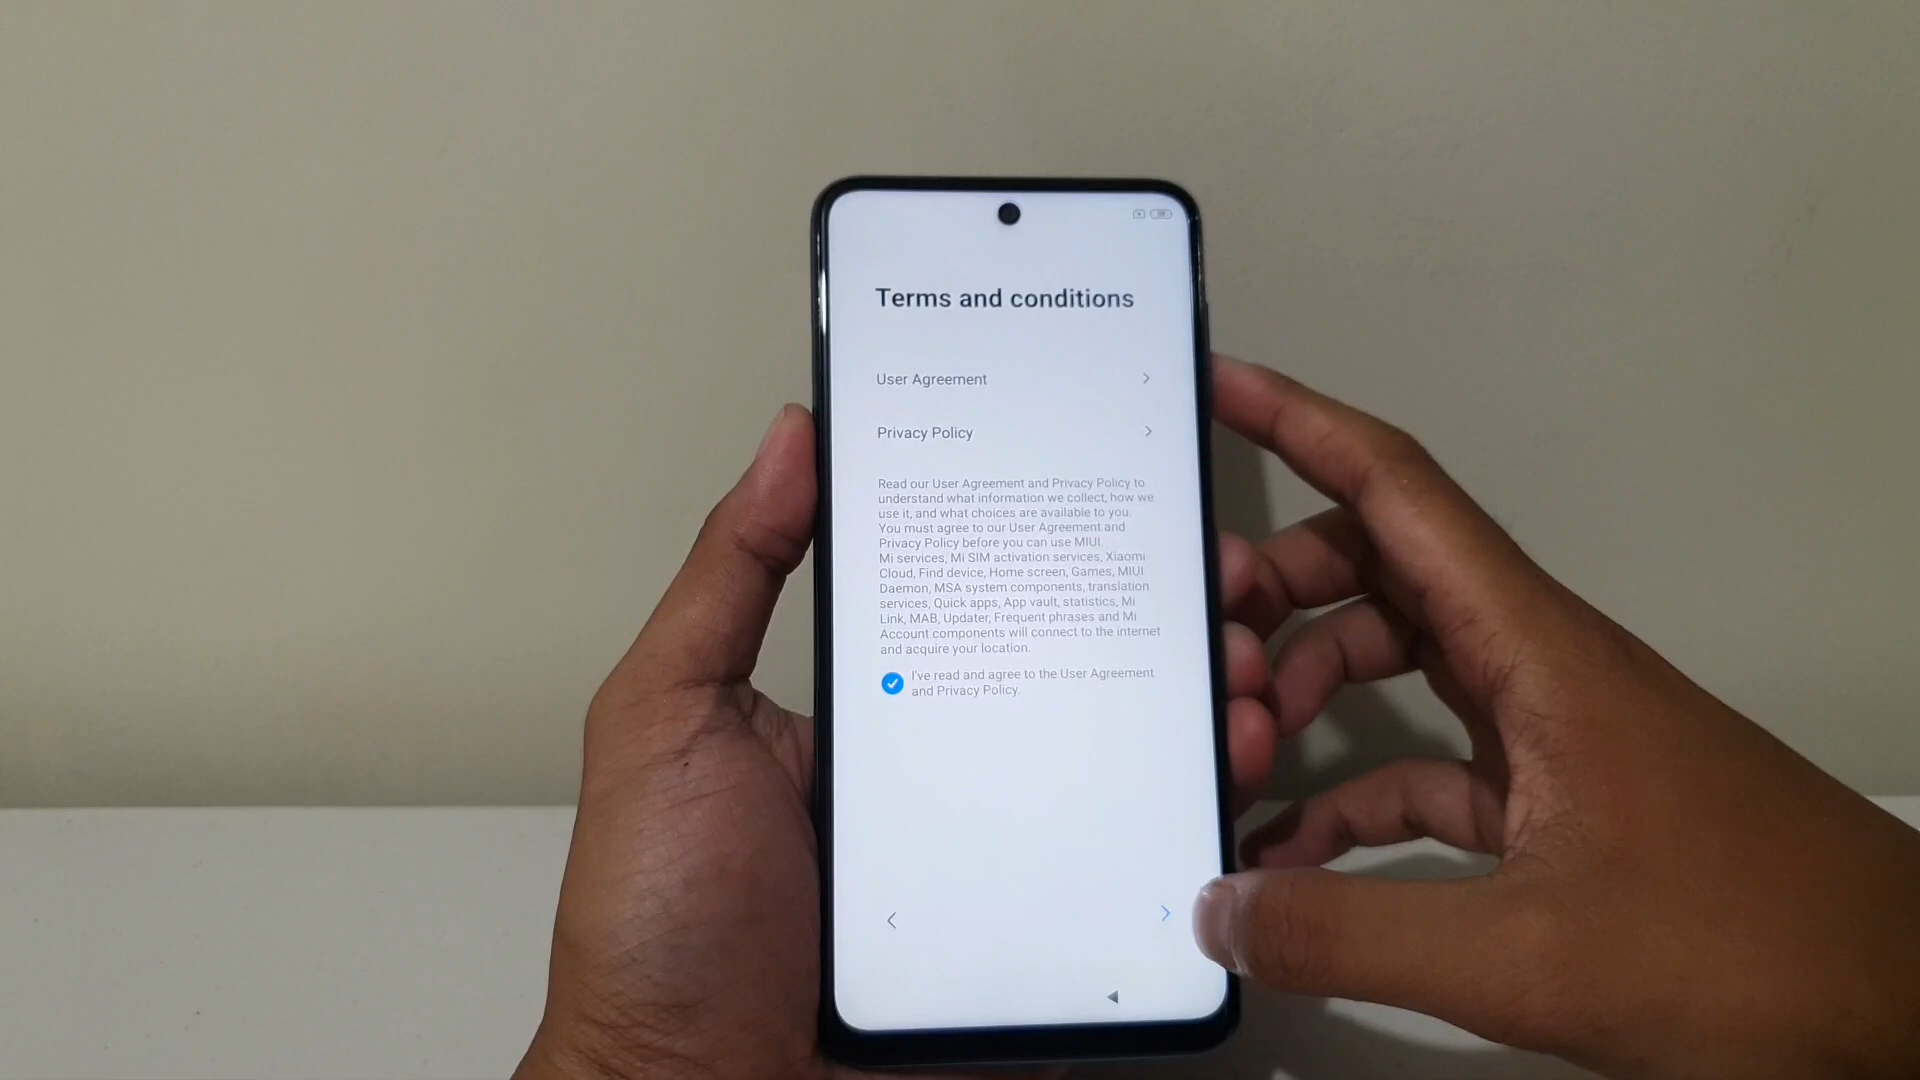 Terms and conditions
User Agreement
Privacy Policy
Read our User Agreement and Privacy Policy to
understand what information we collect, how we
use it, and what choices are available to you.
You must agree to our User Agreement and
Privacy Policy before you can use MIUI.
Mi services, Mi SIM activation services, Xiaomi
Cloud, Find device, Home screen, Games, MIUI
Daemon, MSA system components, translation
services, Quick apps, App vault, statistics, Mi
Link, MAB, Updater, Frequent phrases and Mi
Account components will connect to the internet
and acquire your location.
I've read and agree to the User Agreement
and Privacy Policy.